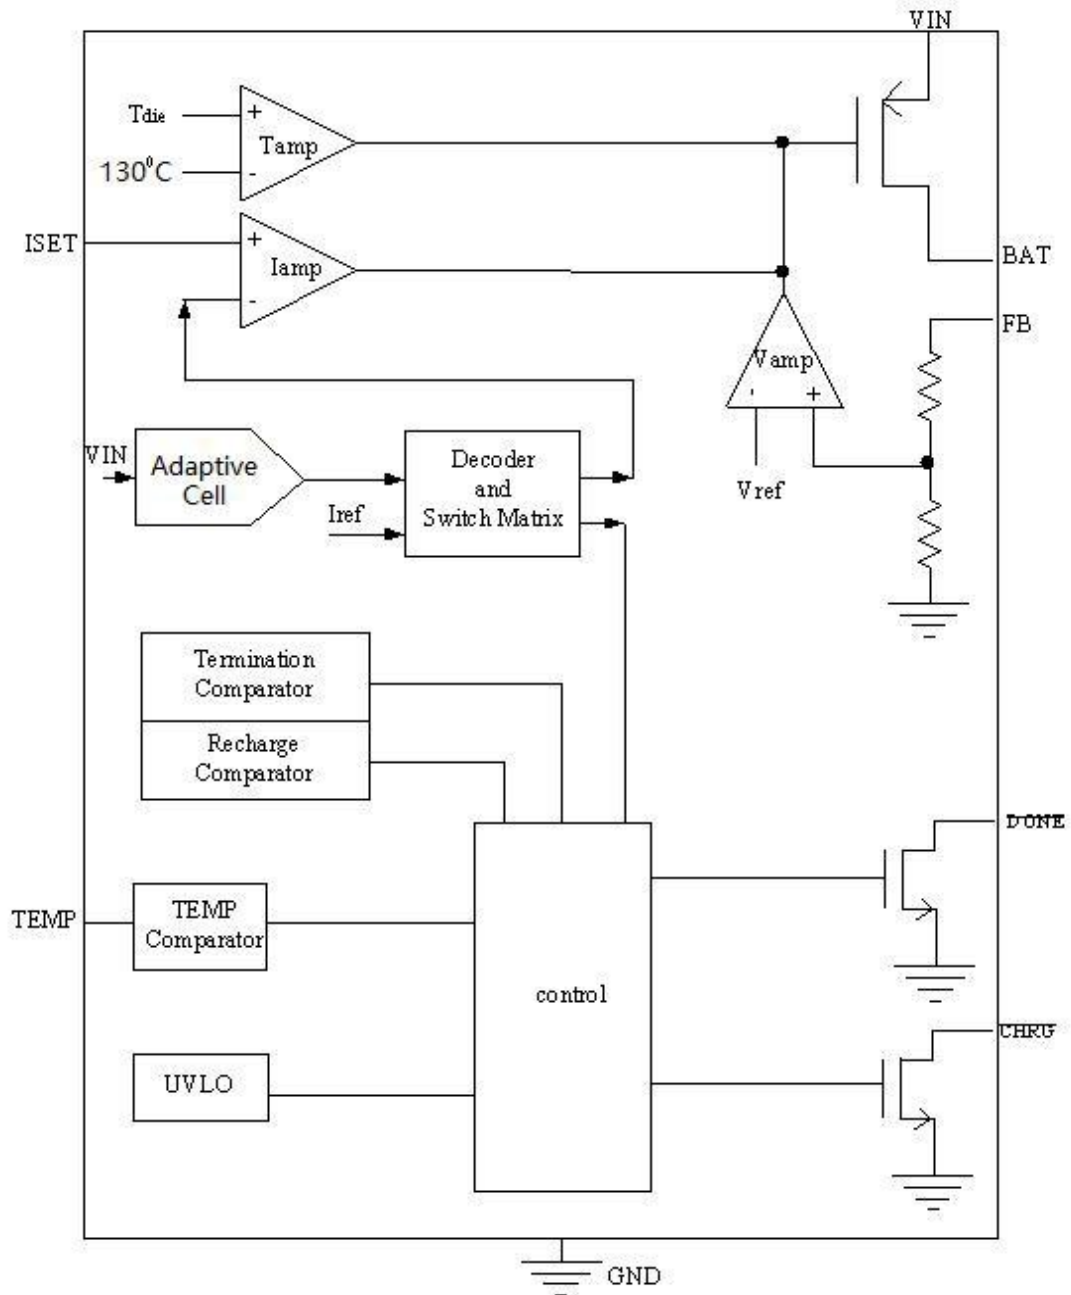 VIN
Tdie
+
Tamp
130⁰C
-
ISET
+
Iamp
-
BAT
FB
Vamp
-
+
VIN
Adaptive
Cell
Decoder
and
Switch Matrix
Vref
Iref
Termination
Comparator
Recharge
Comparator
DONE
TEMP
TEMP
Comparator
control
CHRG
UVLO
GND